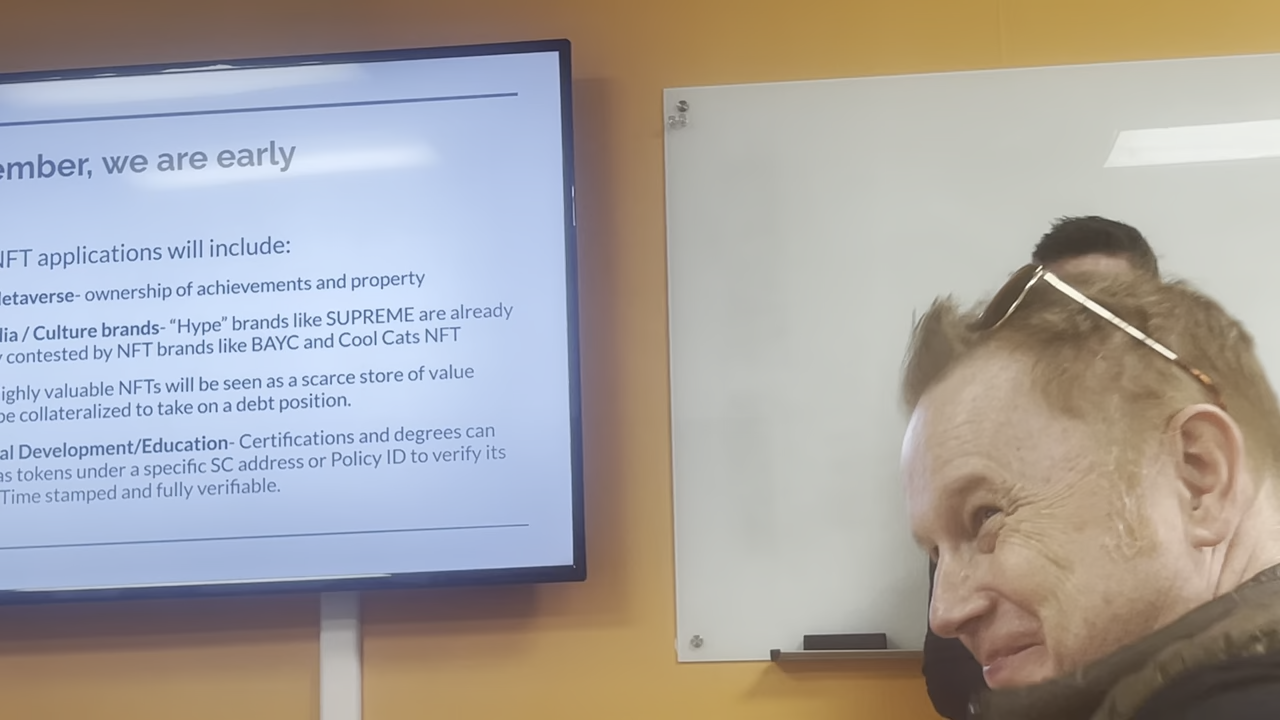 ember, we are early
NFT applications will include:
letaverse- ownership of achievements and property
lia / Culture brands- “Hype” brands like SUPREME are already
y contested by NFT brands like BAYC and Cool Cats NFT
ighly valuable NFTs will be seen as a scarce store of value
be collateralized to take on a debt position.
al Development/Education- Certifications and degrees can
as tokens under a specific SC address or Policy ID to verify its
Time stamped and fully verifiable.